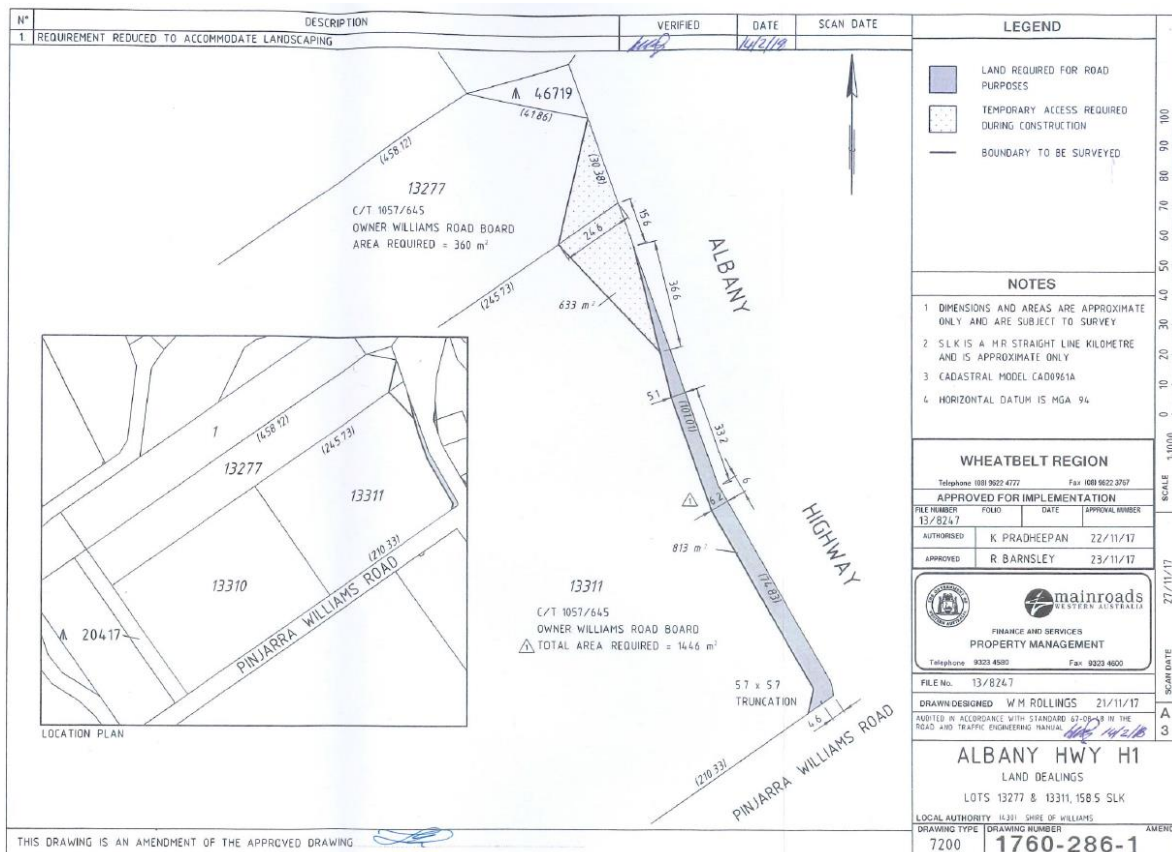 N° DESCRIPTION VERIFIED DATE SCAN DATE
1 REQUIREMENT REDUCED TO ACCOMMODATE LANDSCAPING 14/2/18
46719
(41.86)
(458.12)
(30.38)
13277
C/T 1057/645
OWNER WILLIAMS ROAD BOARD
AREA REQUIRED = 360 m²
15.6
24.6
ALBANY
36.6
(245.73)
633 m²
5.1
(101.01)
33.2
6
6.2
1
HIGHWAY
813 m²
(74.83)
13311
C/T 1057/645
OWNER WILLIAMS ROAD BOARD
1 TOTAL AREA REQUIRED = 1446 m²
5.7 x 5.7
TRUNCATION
4.6
(210.33)
PINJARRA WILLIAMS ROAD
1
(458.12)
(245.73)
13277
13311
(210.33)
13310
PINJARRA WILLIAMS ROAD
20417
LOCATION PLAN
THIS DRAWING IS AN AMENDMENT OF THE APPROVED DRAWING
LEGEND
LAND REQUIRED FOR ROAD
PURPOSES
TEMPORARY ACCESS REQUIRED
DURING CONSTRUCTION
BOUNDARY TO BE SURVEYED
NOTES
1 DIMENSIONS AND AREAS ARE APPROXIMATE
ONLY AND ARE SUBJECT TO SURVEY
2 S.L.K IS A M.R STRAIGHT LINE KILOMETRE
AND IS APPROXIMATE ONLY
3 CADASTRAL MODEL CAD0961A
4 HORIZONTAL DATUM IS MGA 94
WHEATBELT REGION
Telephone (08) 9622 4777 Fax (08) 9622 3767
APPROVED FOR IMPLEMENTATION
FILE NUMBER FOLIO DATE APPROVAL NUMBER
13/8247
AUTHORISED K PRADHEEPAN 22/11/17
APPROVED R BARNSLEY 23/11/17
mainroads
WESTERN AUSTRALIA
FINANCE AND SERVICES
PROPERTY MANAGEMENT
Telephone 9323 4580 Fax 9323 4600
FILE No. 13/8247
DRAWN/DESIGNED W M ROLLINGS 21/11/17
AUDITED IN ACCORDANCE WITH STANDARD 67-08-48 IN THE
ROAD AND TRAFFIC ENGINEERING MANUAL 14/2/18
ALBANY HWY H1
LAND DEALINGS
LOTS 13277 & 13311, 158.5 SLK
LOCAL AUTHORITY (430) SHIRE OF WILLIAMS
DRAWING TYPE DRAWING NUMBER AMEND
7200 1760-286-1
100
90
80
70
60
50
40
30
20
10
0
SCALE 1:1000
SCAN DATE 27/11/17
A
3